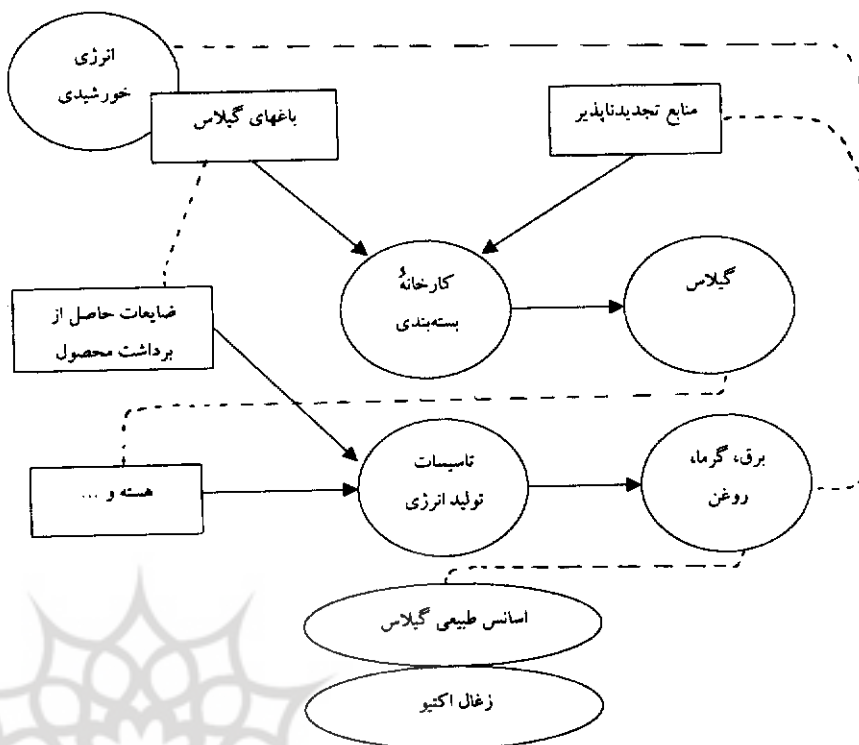 انرژی
خورشیدی
باغهای گیلاس
منابع تجدیدناپذیر
کارخانهٔ
بسته‌بندی
گیلاس
ضایعات حاصل از
برداشت محصول
هسته و ...
تاسیسات
تولید انرژی
برق، گرما،
روغن
اسانس طبیعی گیلاس
زغال اکتیو